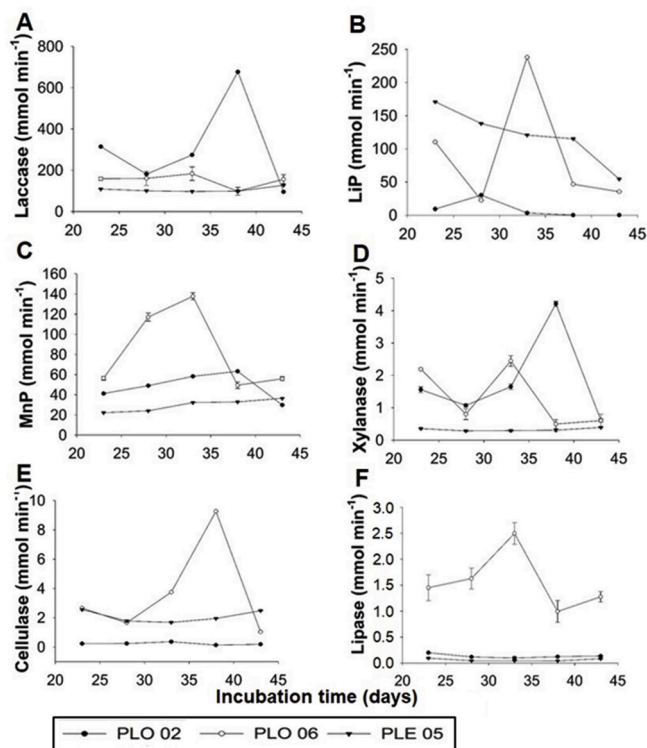 A
Laccase (mmol min⁻¹)
800
600
400
200
0
20 25 30 35 40 45
B
LiP (mmol min⁻¹)
250
200
150
100
50
0
20 25 30 35 40 45
C
MnP (mmol min⁻¹)
160
140
120
100
80
60
40
20
0
20 25 30 35 40 45
D
Xylanase (mmol min⁻¹)
5
4
3
2
1
0
20 25 30 35 40 45
E
Cellulase (mmol min⁻¹)
10
8
6
4
2
0
20 25 30 35 40 45
F
Lipase (mmol min⁻¹)
3.0
2.5
2.0
1.5
1.0
0.5
0.0
20 25 30 35 40 45
Incubation time (days)
PLO 02 PLO 06 PLE 05